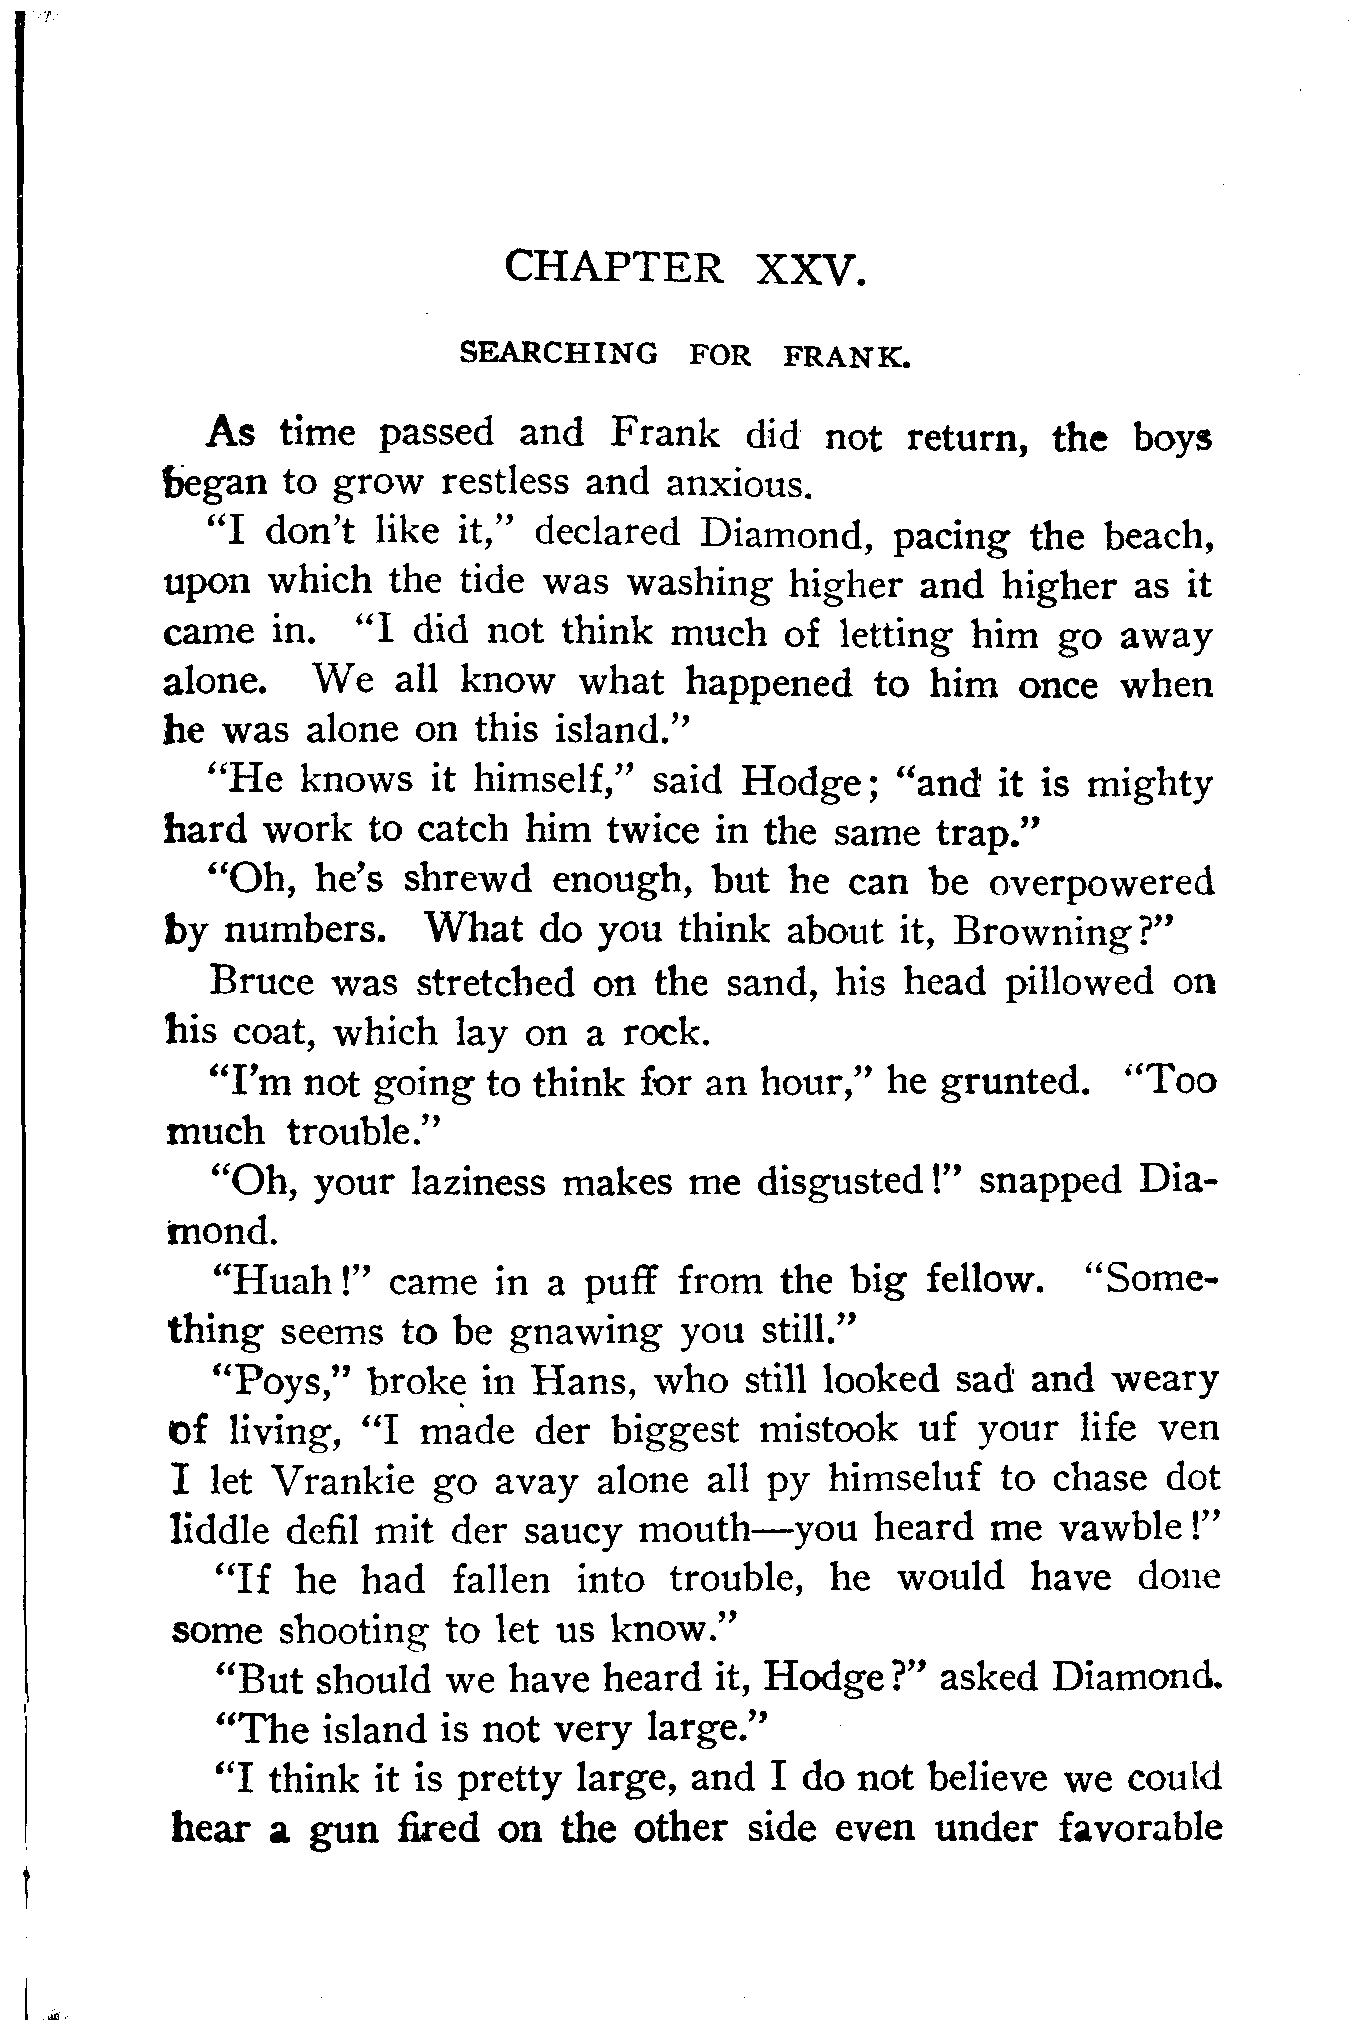 CHAPTER XXV.
SEARCHING FOR FRANK.
As time passed and Frank did not return, the boys
began to grow restless and anxious.
“I don’t like it,” declared Diamond, pacing the beach,
upon which the tide was washing higher and higher as it
came in. “I did not think much of letting him go away
alone. We all know what happened to him once when
he was alone on this island.”
“He knows it himself,” said Hodge; “and it is mighty
hard work to catch him twice in the same trap.”
“Oh, he’s shrewd enough, but he can be overpowered
by numbers. What do you think about it, Browning?”
Bruce was stretched on the sand, his head pillowed on
his coat, which lay on a rock.
“I’m not going to think for an hour,” he grunted. “Too
much trouble.”
“Oh, your laziness makes me disgusted!” snapped Dia-
mond.
“Huah!” came in a puff from the big fellow. “Some-
thing seems to be gnawing you still.”
“Poys,” broke in Hans, who still looked sad and weary
of living, “I made der biggest mistook uf your life ven
I let Vrankie go avay alone all py himseluf to chase dot
liddle defil mit der saucy mouth—you heard me vawble!”
“If he had fallen into trouble, he would have done
some shooting to let us know.”
“But should we have heard it, Hodge?” asked Diamond.
“The island is not very large.”
“I think it is pretty large, and I do not believe we could
hear a gun fired on the other side even under favorable